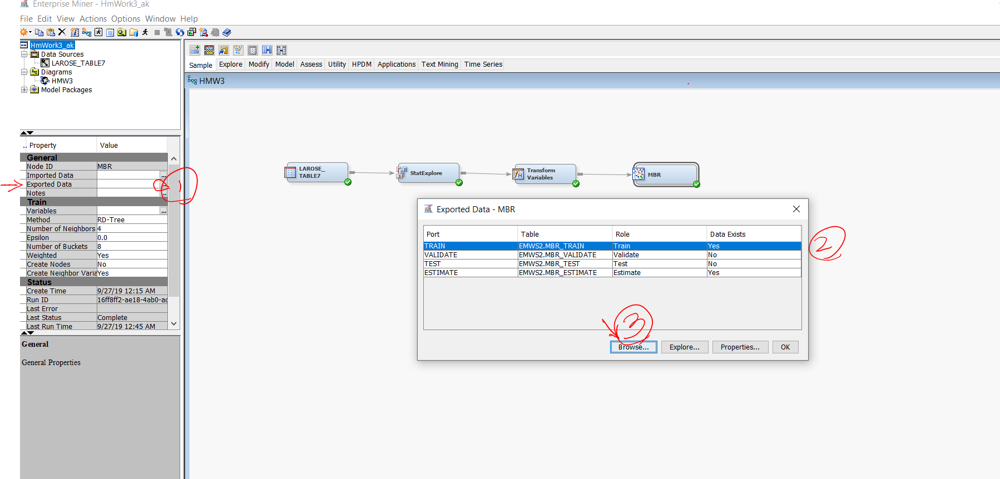 Enterprise Miner - HmWork3_ak
File Edit View Actions Options Window Help
HmWork3_ak
Data Sources
LAROSE_TABLE7
Diagrams
HMW3
Model Packages
Sample Explore Modify Model Assess Utility HPDM Applications Text Mining Time Series
HMW3
.. Property Value
General
Node ID MBR
Imported Data ...
Exported Data ...
Notes ...
Train
Variables ...
Method RD-Tree
Number of Neighbors 4
Epsilon 0.0
Number of Buckets 8
Weighted Yes
Create Nodes No
Create Neighbor Varia Yes
Status
Create Time 9/27/19 12:15 AM
Run ID 16ff8ff2-ae18-4ab0-ac
Last Error
Last Status Complete
Last Run Time 9/27/19 12:45 AM
General
General Properties
1
LAROSE_
TABLE7
StatExplore
Transform
Variables
MBR
Exported Data - MBR
Port Table Role Data Exists
TRAIN EMWS2.MBR_TRAIN Train Yes
VALIDATE EMWS2.MBR_VALIDATE Validate No
TEST EMWS2.MBR_TEST Test No
ESTIMATE EMWS2.MBR_ESTIMATE Estimate Yes
2
3
Browse... Explore... Properties... OK